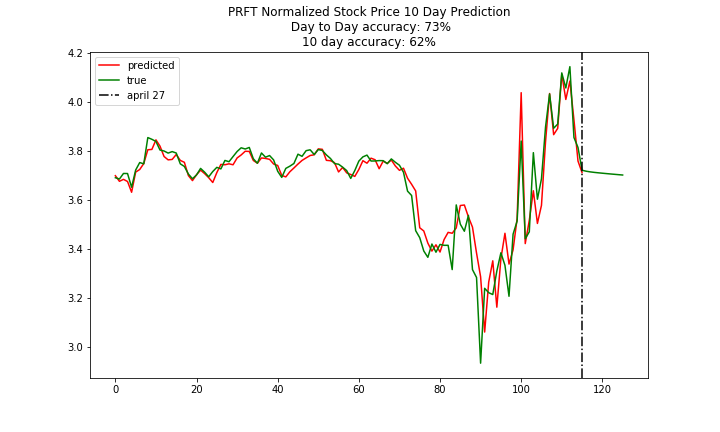 PRFT Normalized Stock Price 10 Day Prediction
Day to Day accuracy: 73%
10 day accuracy: 62%
predicted
true
april 27
4.2
4.0
3.8
3.6
3.4
3.2
3.0
0 20 40 60 80 100 120